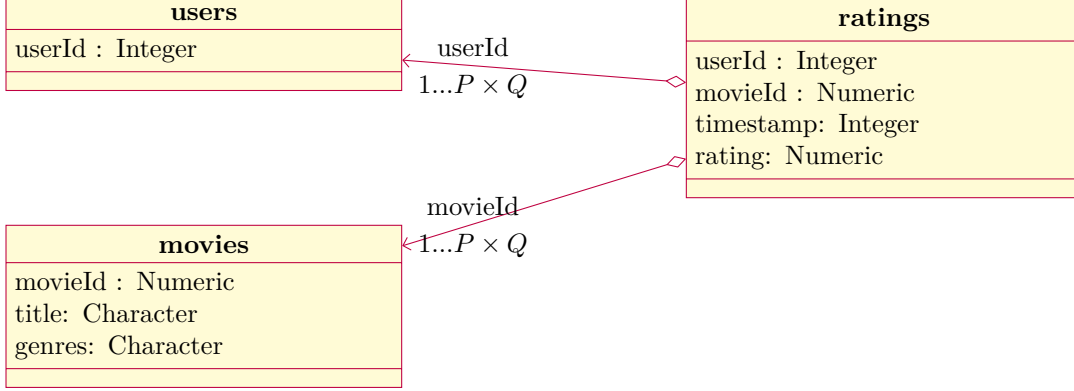 users
userId : Integer
userId
1...P × Q
ratings
userId : Integer
movieId : Numeric
timestamp: Integer
rating: Numeric
movieId
1...P × Q
movies
movieId : Numeric
title: Character
genres: Character